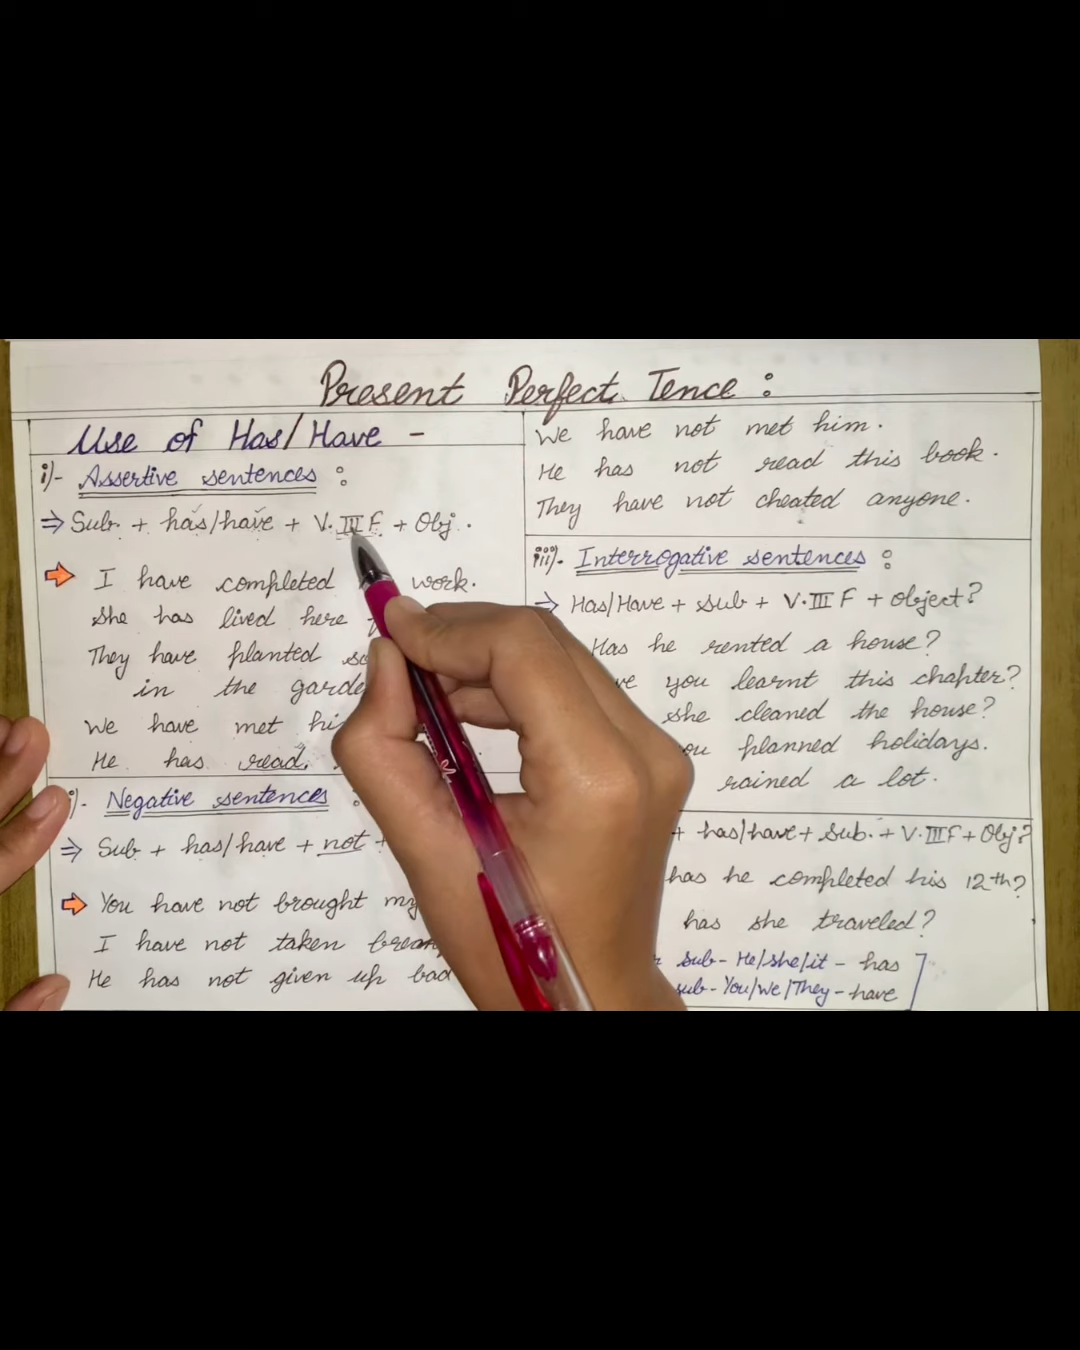 Present Perfect Tence :
Use of Has/Have -
i)- Assertive sentences :
⇒ Sub. + has/have + V.III F + Obj.
I have completed work.
She has lived here
They have planted
in the
We have met
He has read.
)- Negative sentences :
⇒ Sub + has/have + not +
You have not brought my
I have not taken
He has not given up bad
We have not met him.
He has not read this book.
They have not cheated anyone.
iii)- Interrogative sentences :
⇒ Has/Have + sub + V.III F + Object?
Has he rented a house?
you learnt this chapter?
she cleaned the house?
planned holidays.
rained a lot.
+ has/have + sub. + V.III F + Obj?
has he completed his 12th?
has she traveled?
sub - He/she/it - has
sub - You/We/They - have